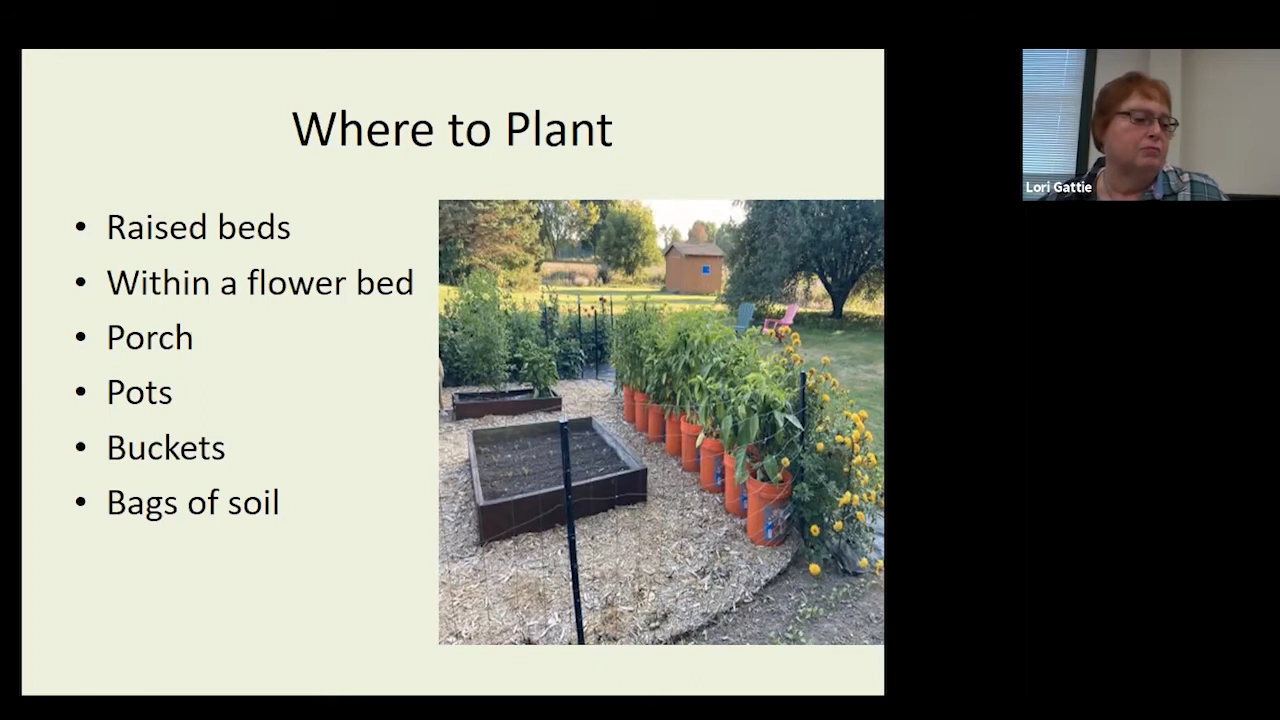 Where to Plant
• Raised beds
• Within a flower bed
• Porch
• Pots
• Buckets
• Bags of soil
Lori Gattie